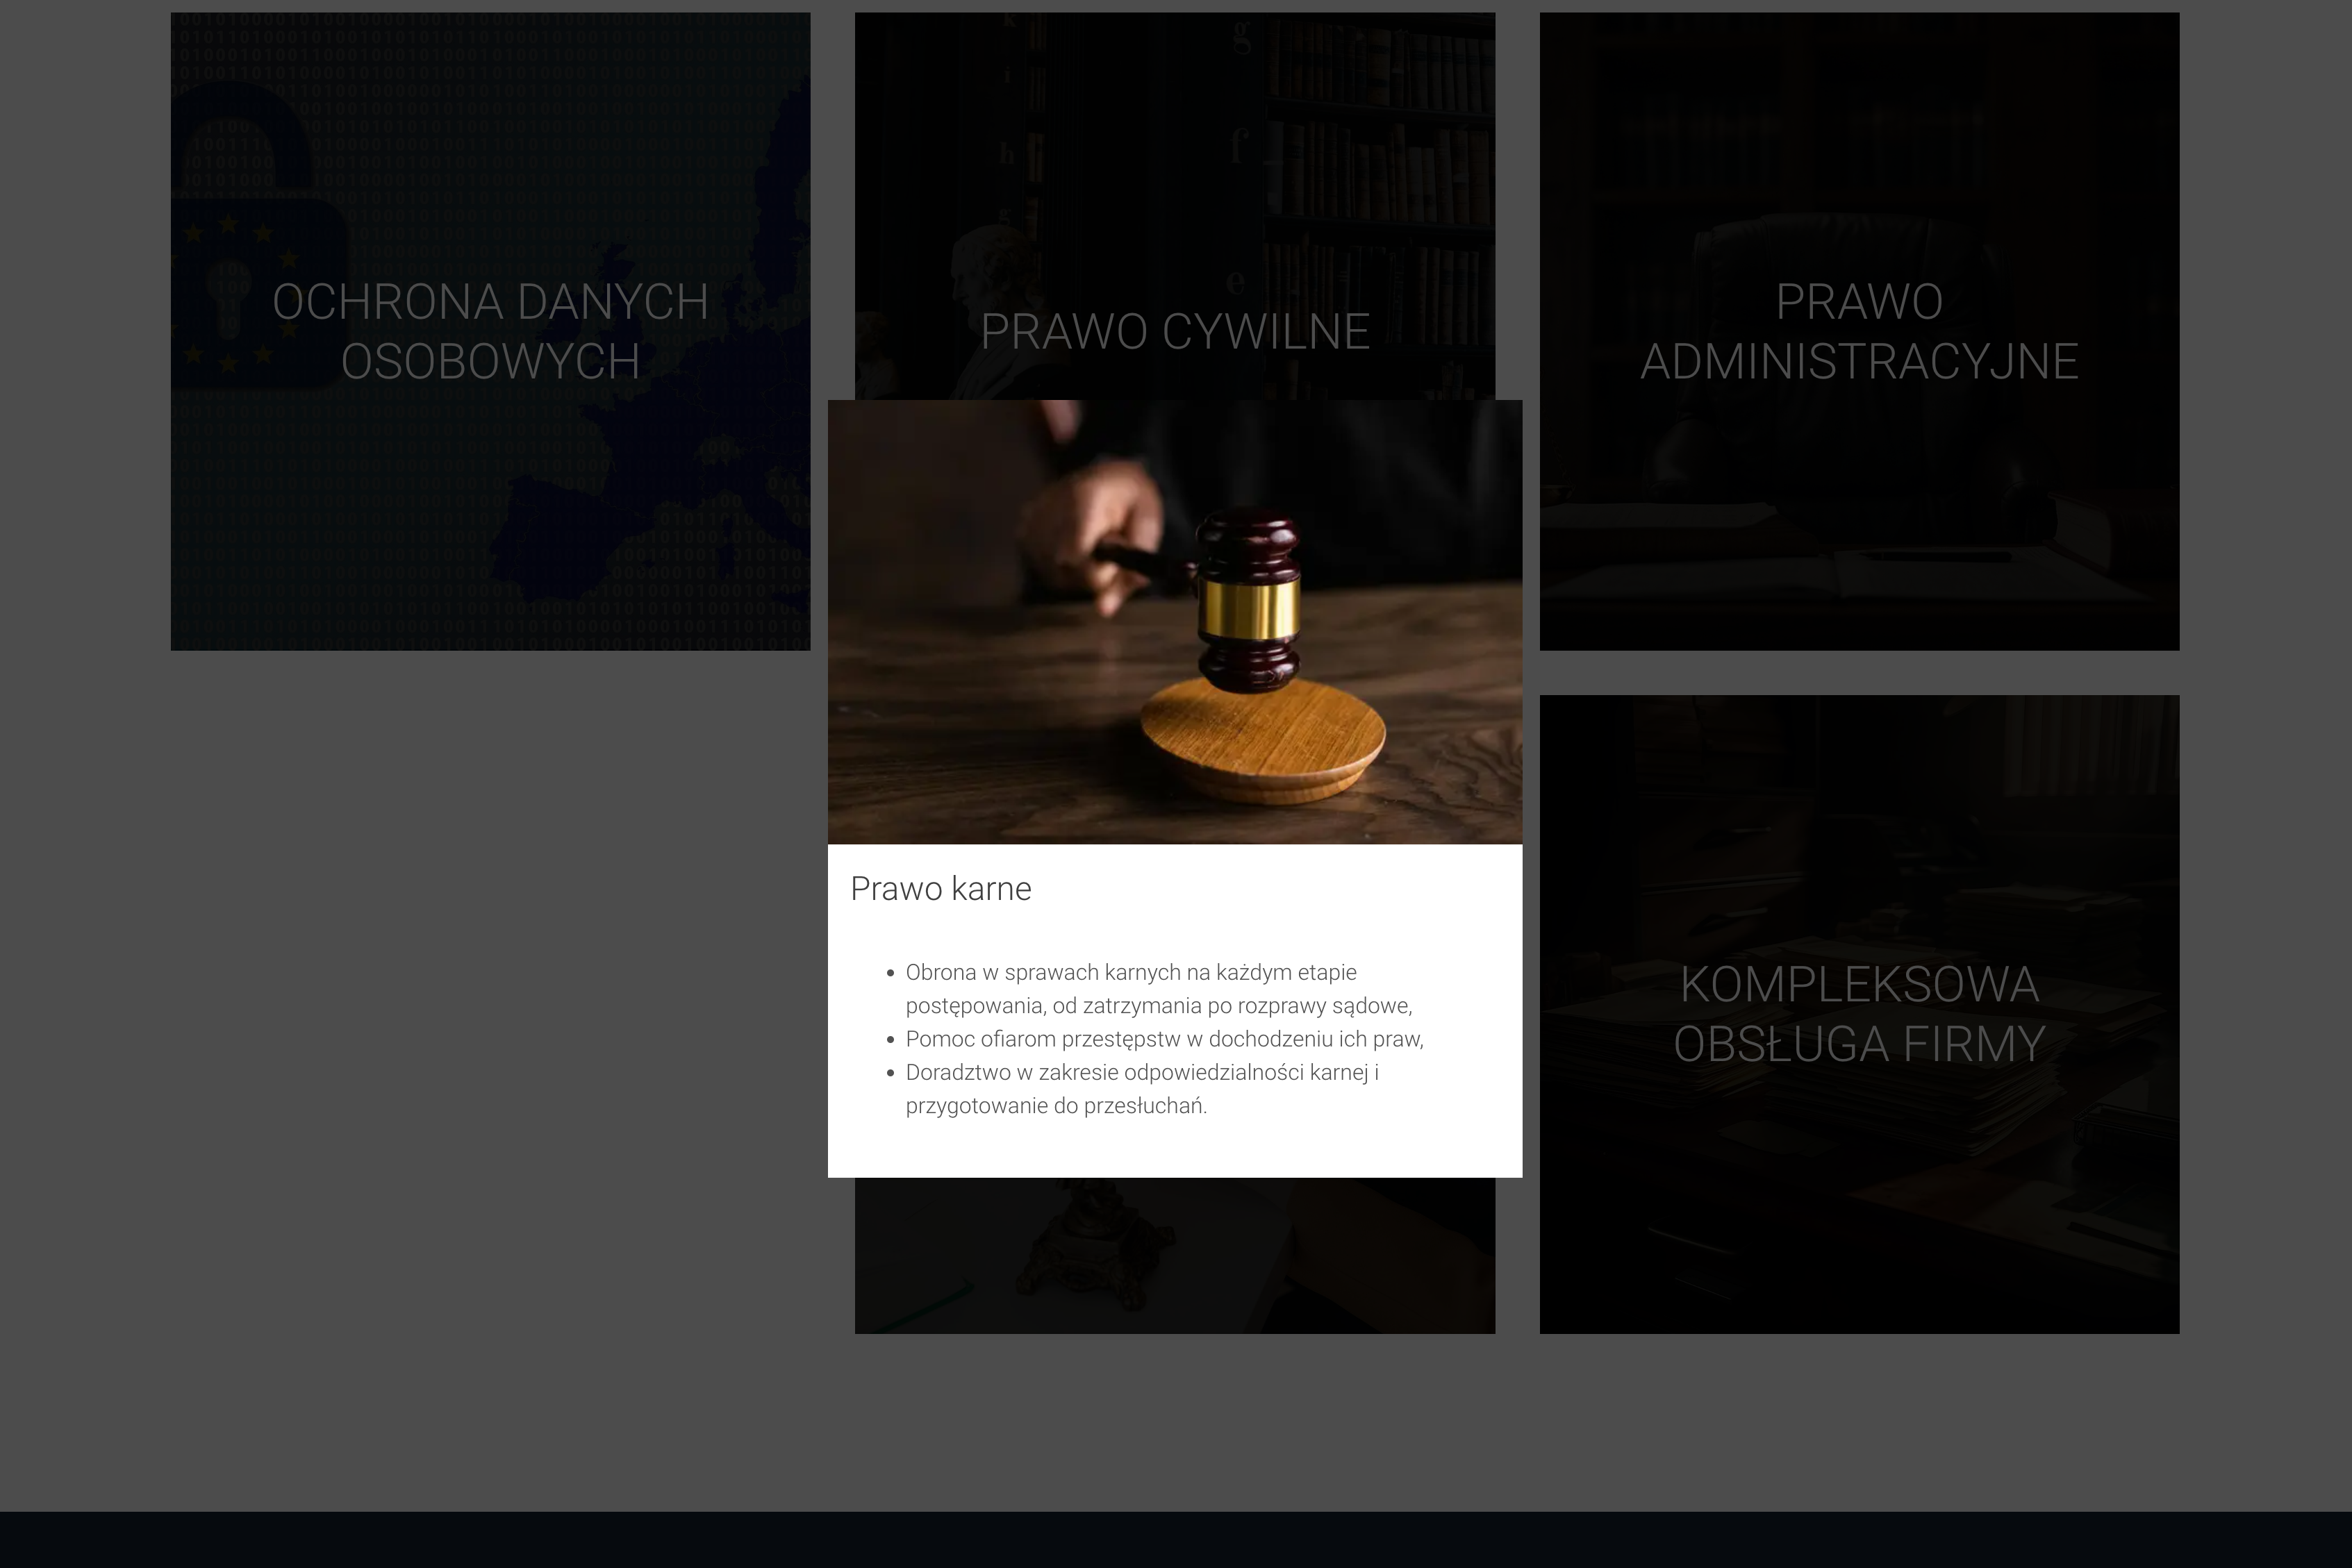 OCHRONA DANYCH
OSOBOWYCH
PRAWO CYWILNE
PRAWO
ADMINISTRACYJNE
Prawo karne
Obrona w sprawach karnych na każdym etapie
postępowania, od zatrzymania po rozprawy sądowe,
Pomoc ofiarom przestępstw w dochodzeniu ich praw,
Doradztwo w zakresie odpowiedzialności karnej i
przygotowanie do przesłuchań.
KOMPLEKSOWA
OBSŁUGA FIRMY